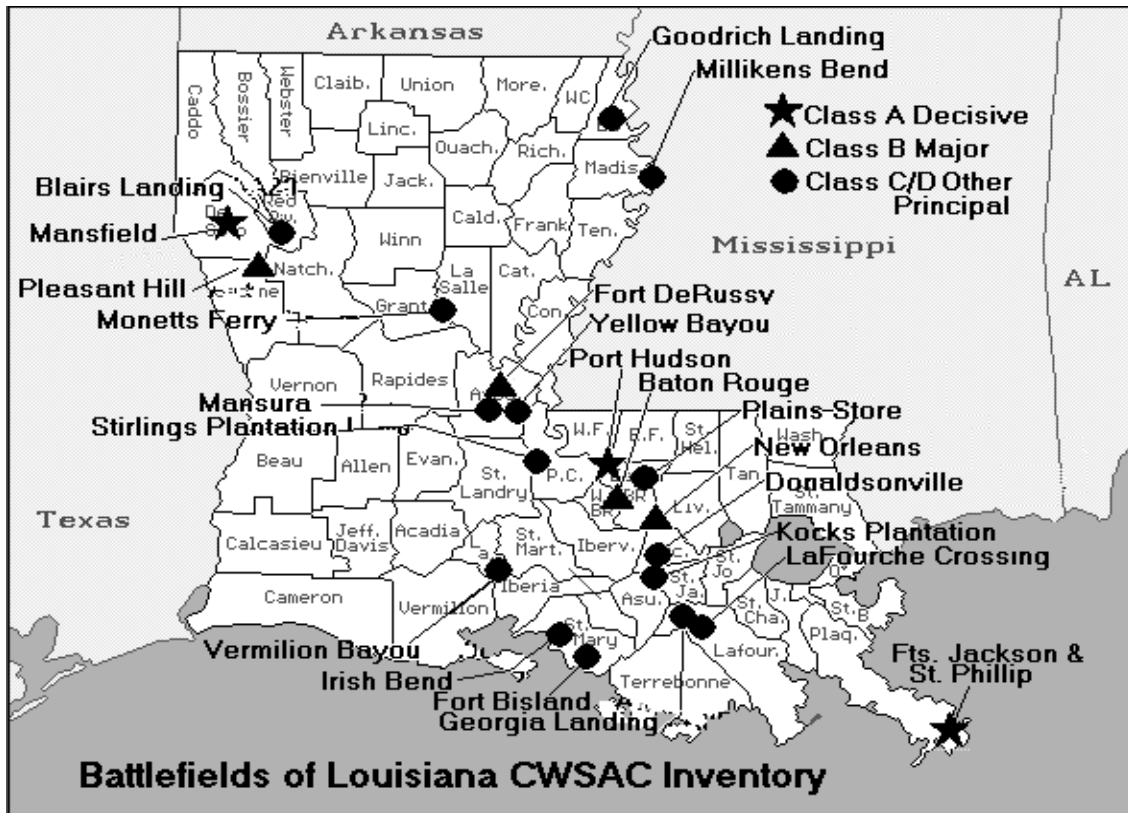 Arkansas
Goodrich Landing
Millikens Bend
Class A Decisive
Class B Major
Class C/D Other
Principal
Caddo
Bossier
Webster
Claib.
Union
More.
WC
Linc.
Ouach.
Rich.
Madis.
Bienville
Jack.
Blairs Landing
Red
Cald.
Frank
Ten.
Mansfield
Winn
Mississippi
AL
Natch.
La
Salle
Cat.
Pleasant Hill
Grant
Con.
Fort DeRussy
Monetts Ferry
Yellow Bayou
Port Hudson
Vernon
Rapides
Baton Rouge
Mansura
Plains Store
Stirlings Plantation
W.F.
E.F.
St.
Hel.
Wash
New Orleans
Beau
Allen
Evan.
St.
Landry
P.C.
Tan
Donaldsonville
W.
BR
BR
Liv.
St.
Tammany
Texas
Kocks Plantation
Calcasieu
Jeff.
Davis
Acadia
La.
St.
Mart.
Iberv.
St.
Jo
LaFourche Crossing
Cameron
Vermilion
Iberia
Asu.
St.
Ja.
St.
Cha.
J.
St.
B
Plaq.
St.
Mary
Lafour.
Vermilion Bayou
Fts. Jackson &
St. Phillip
Irish Bend
Terrebonne
Fort Bisland
Georgia Landing
Battlefields of Louisiana CWSAC Inventory